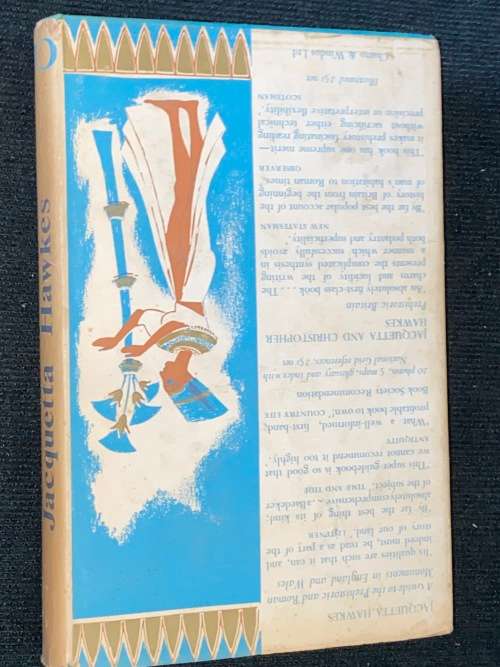 Jacquetta Hawkes
JACQUETTA HAWKES
A Guide to the Prehistoric and Roman
Monuments in England and Wales
'Its qualities are such that it can, and
indeed must, be read as a part of the
story of our land.' LISTENER
'By far the best thing of its kind;
absolutely comprehensive ... a Baedeker
of the subject.' TIME AND TIDE
'This super-guidebook is so good that
we cannot recommend it too highly.'
ANTIQUITY
'What a well-informed, first-hand,
profitable book to own!' COUNTRY LIFE
Book Society Recommendation
20 photos, 5 maps, glossary and index with
National Grid references. net
JACQUETTA AND CHRISTOPHER
HAWKES
Prehistoric Britain
'An absolutely first-class book .... The
charm and lucidity of the writing
presents the complicated synthesis in
a manner which successfully avoids
both pedantry and superficiality.'
NEW STATESMAN
'By far the best popular account of the
history of Britain from the beginning
of man's habitation to Roman times.'
OBSERVER
'This book has one supreme merit—
it makes prehistory fascinating reading
without sacrificing either technical
precision or interpretative flexibility.'
SCOTSMAN
Illustrated net
Chatto & Windus Ltd